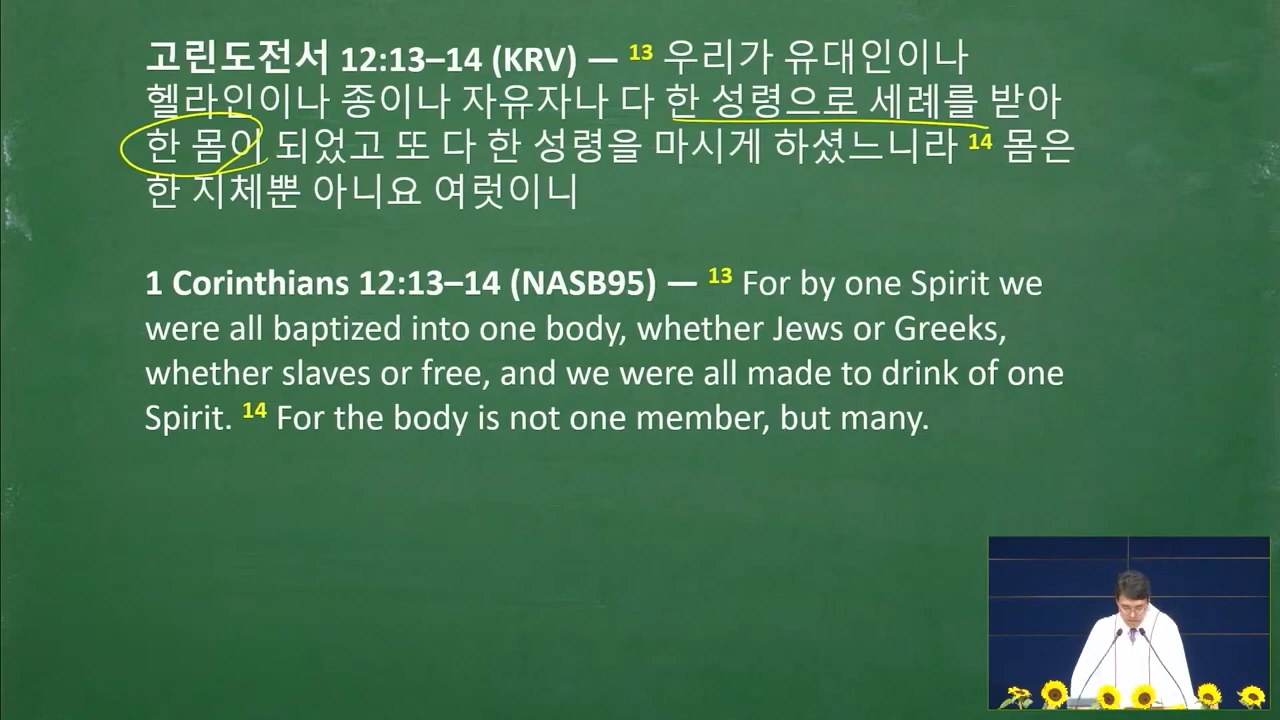 고린도전서 12:13–14 (KRV) — 13 우리가 유대인이나
헬라인이나 종이나 자유자나 다 한 성령으로 세례를 받아
한 몸이 되었고 또 다 한 성령을 마시게 하셨느니라 14 몸은
한 지체뿐 아니요 여럿이니
1 Corinthians 12:13–14 (NASB95) — 13 For by one Spirit we
were all baptized into one body, whether Jews or Greeks,
whether slaves or free, and we were all made to drink of one
Spirit. 14 For the body is not one member, but many.